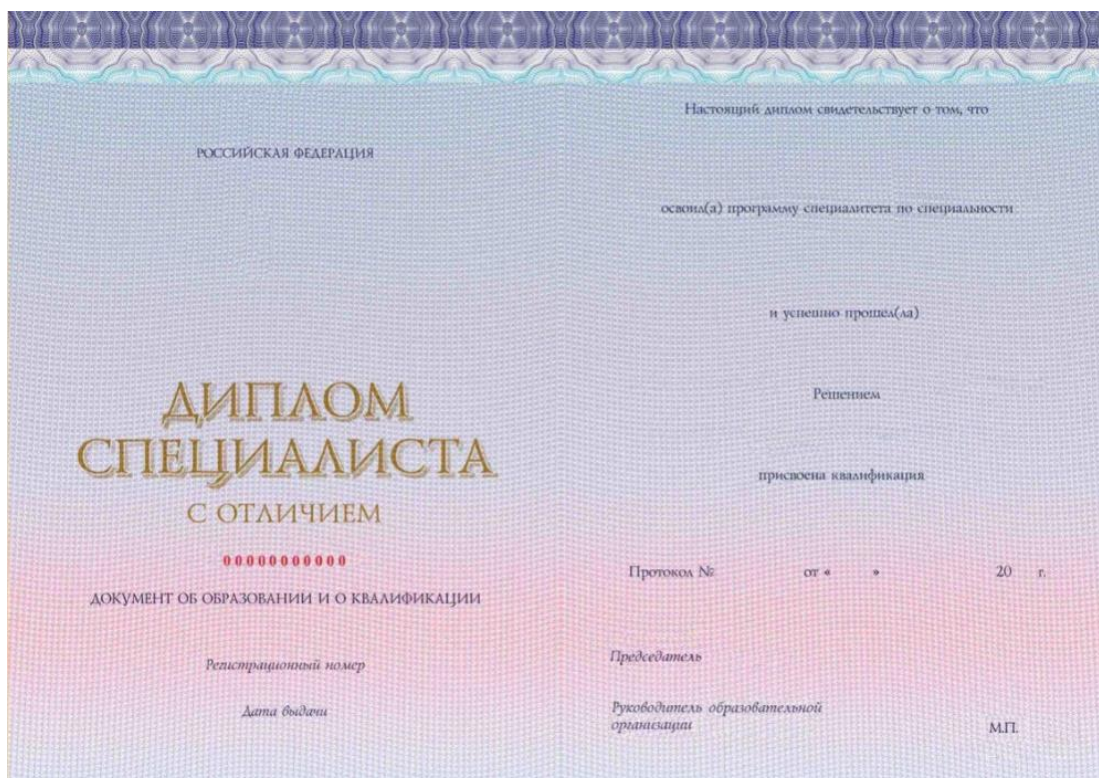 РОССИЙСКАЯ ФЕДЕРАЦИЯ
ДИПЛОМ
СПЕЦИАЛИСТА
С ОТЛИЧИЕМ
00000000000
ДОКУМЕНТ ОБ ОБРАЗОВАНИИ И О КВАЛИФИКАЦИИ
Регистрационный номер
Дата выдачи
Настоящий диплом свидетельствует о том, что
освоил(а) программу специалитета по специальности
и успешно прошел(ла)
Решением
присвоена квалификация
Протокол № от « » 20 г.
Председатель
Руководитель образовательной
организации
М.П.